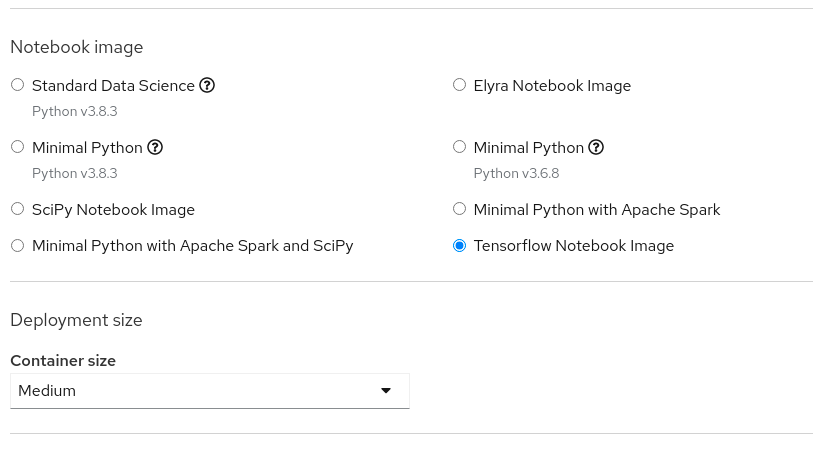 Notebook image
Standard Data Science
Python v3.8.3
Elyra Notebook Image
Minimal Python
Python v3.8.3
Minimal Python
Python v3.6.8
SciPy Notebook Image
Minimal Python with Apache Spark
Minimal Python with Apache Spark and SciPy
Tensorflow Notebook Image
Deployment size
Container size
Medium